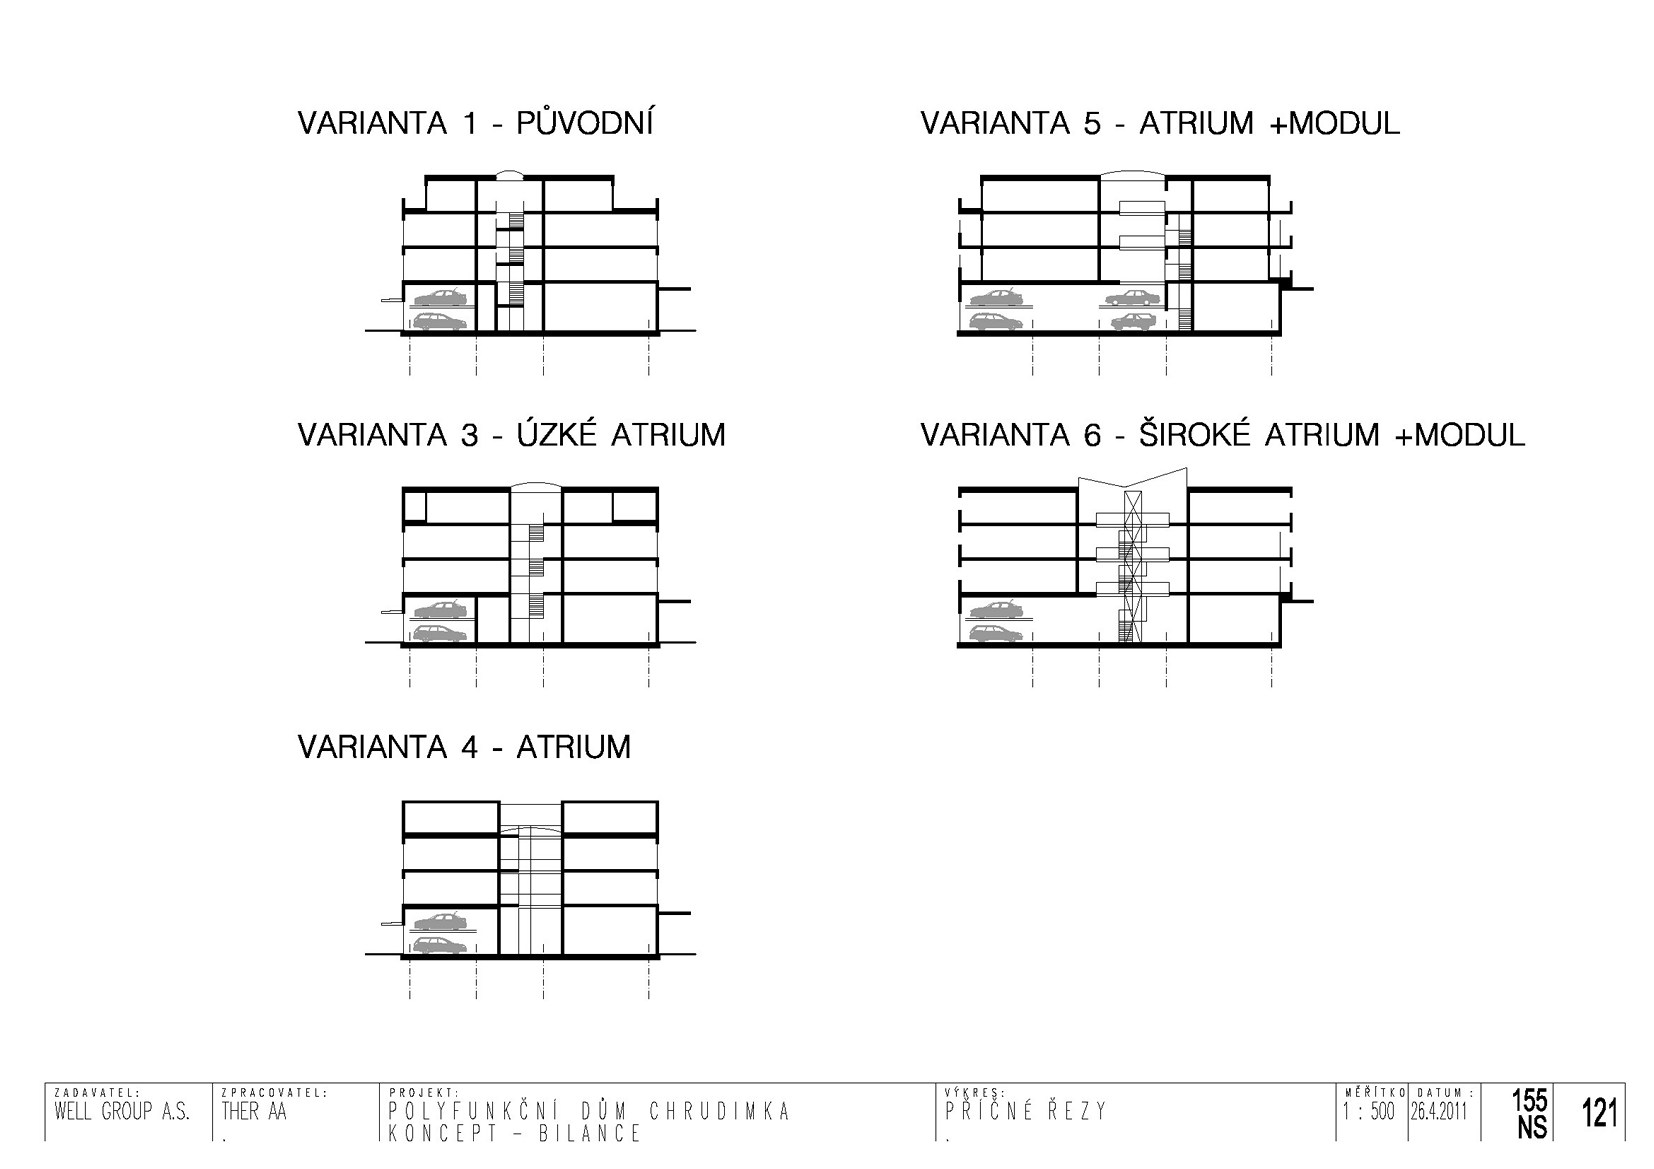 VARIANTA 1 - PŮVODNÍ
VARIANTA 5 - ATRIUM +MODUL
VARIANTA 3 - ÚZKÉ ATRIUM
VARIANTA 6 - ŠIROKÉ ATRIUM +MODUL
VARIANTA 4 - ATRIUM
ZADAVATEL:
WELL GROUP A.S.
ZPRACOVATEL:
THER AA
.
PROJEKT:
POLYFUNKČNÍ DŮM CHRUDIMKA
KONCEPT - BILANCE
VÝKRES:
PŘÍČNÉ ŘEZY
.
MĚŘÍTKO
1 : 500
DATUM :
26.4.2011
155
NS
121